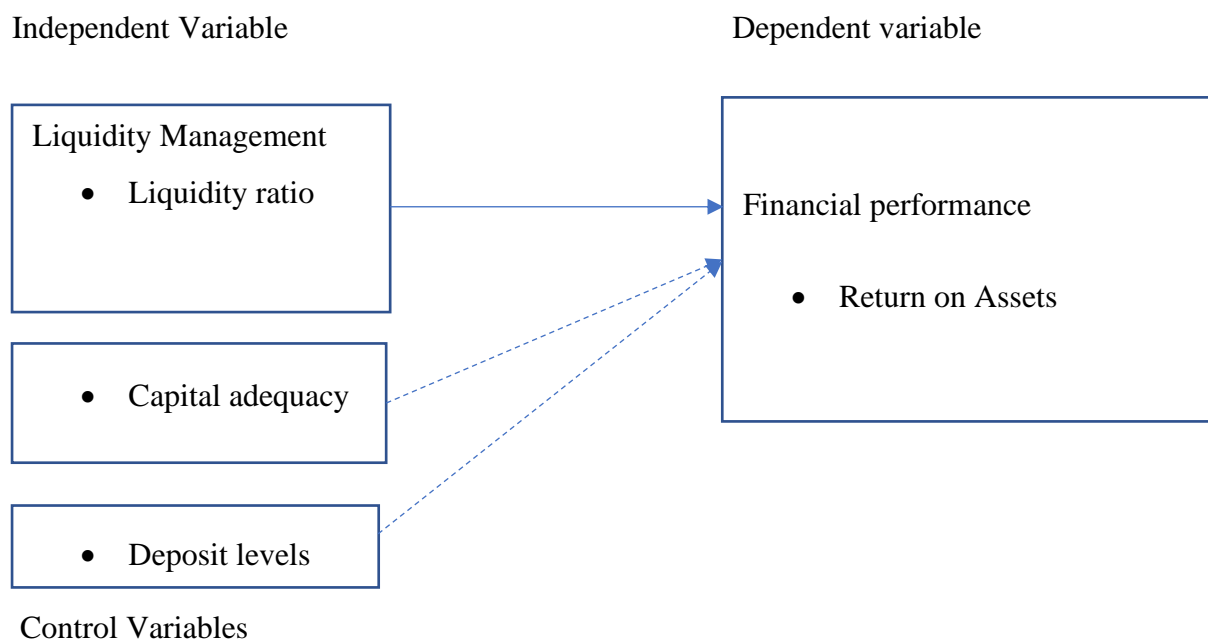 Independent Variable
Dependent variable
Liquidity Management
• Liquidity ratio
Financial performance
• Return on Assets
• Capital adequacy
• Deposit levels
Control Variables